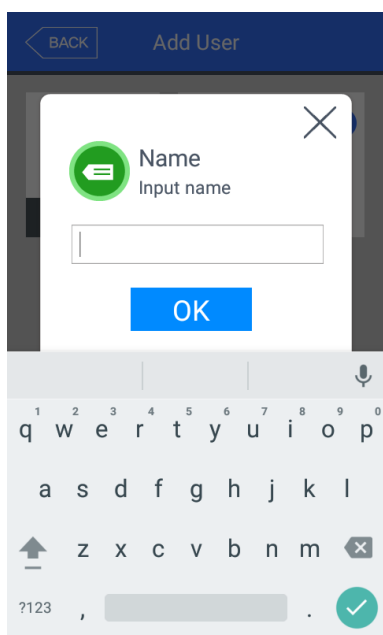 BACK
Add User
Name
Input name
OK
1 2 3 4 5 6 7 8 9 0
q w e r t y u i o p
a s d f g h j k l
z x c v b n m
?123 , .